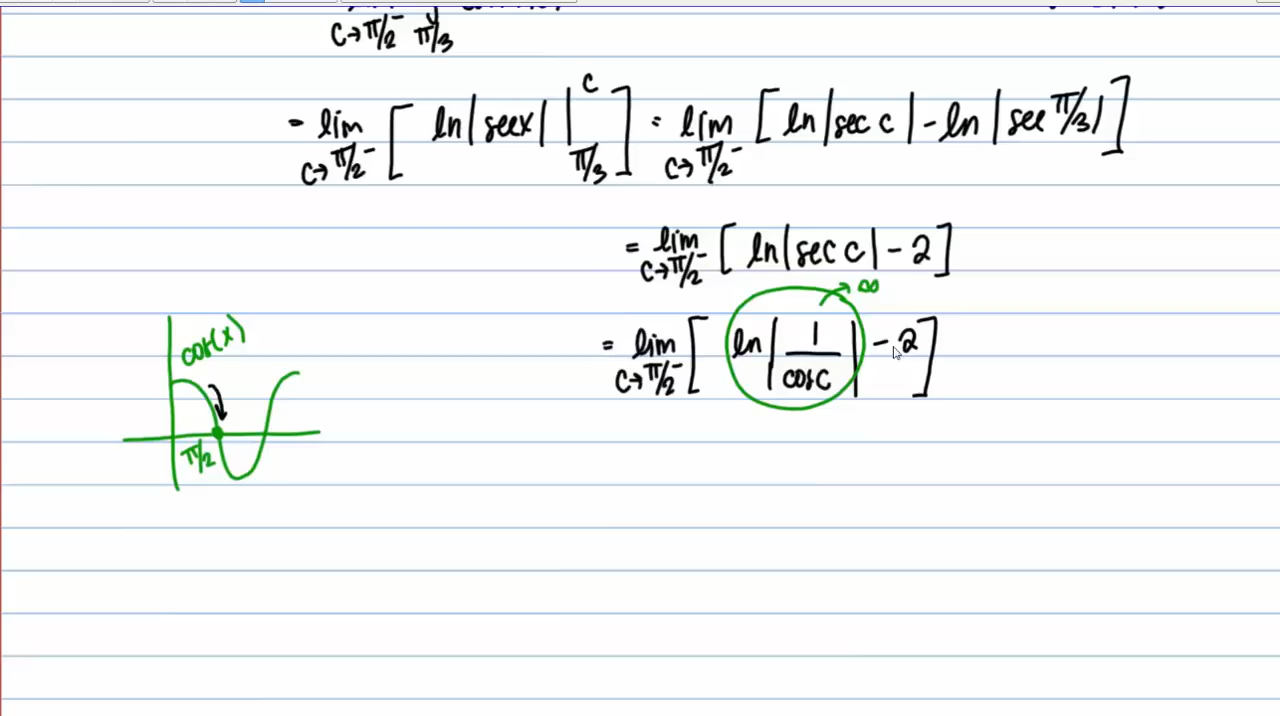 C→π/2⁻ π/3
= lim C→π/2⁻ [ ln|secx| |π/3 c ] = lim C→π/2⁻ [ ln|sec c| - ln|sec π/3| ]
= lim C→π/2⁻ [ ln|sec c| - 2 ]
→ ∞
= lim C→π/2⁻ [ ln|1/cos c| - 2 ]
cos(x)
π/2